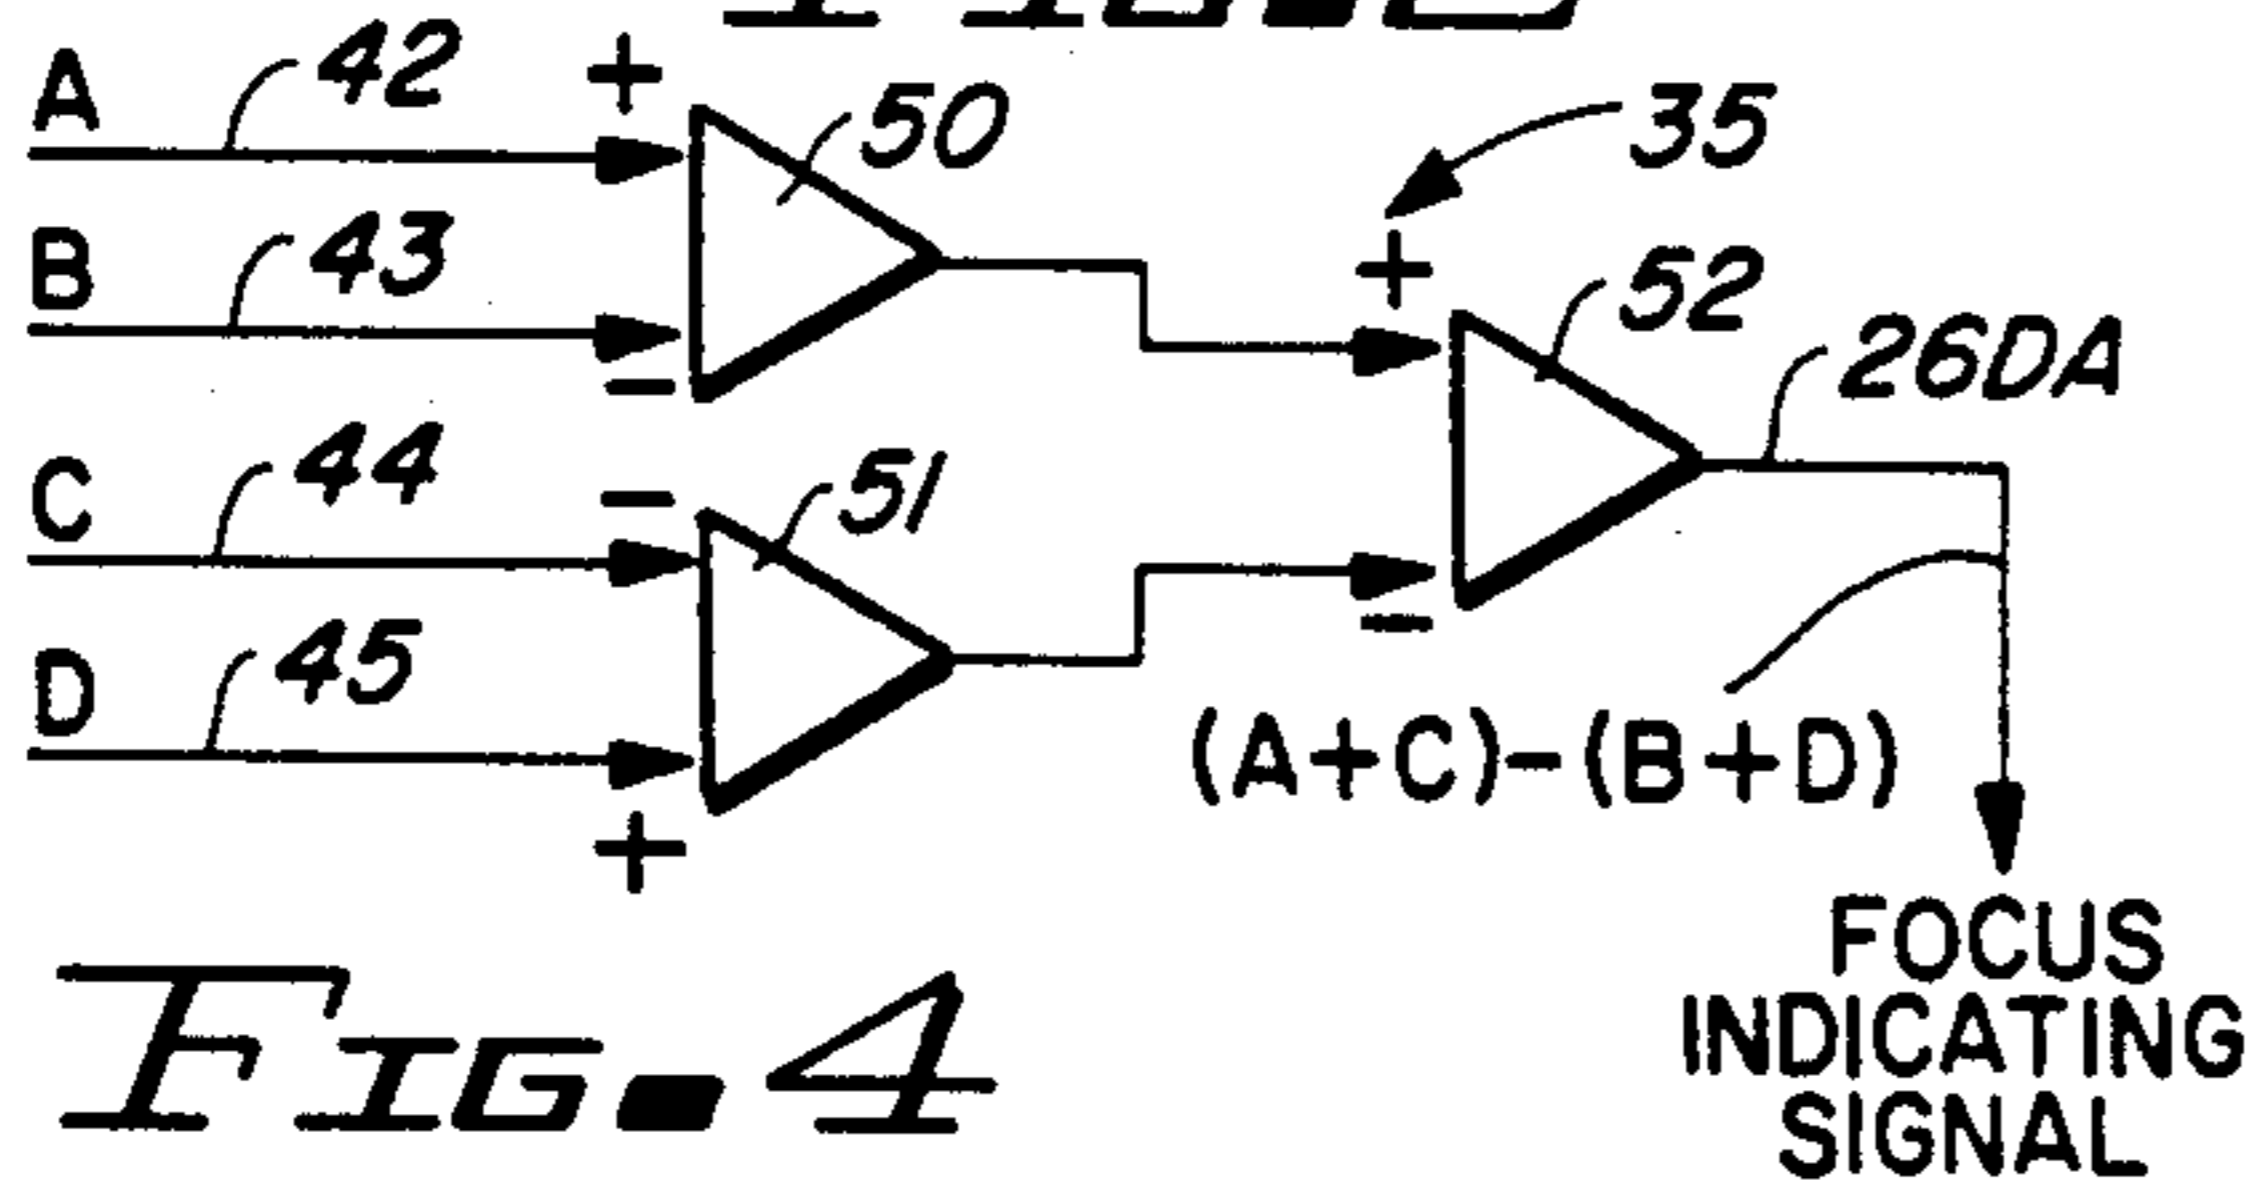 A 42 +
50
35
B 43
-
+
52
26DA
C 44 -
51
D 45
-
+
(A+C)-(B+D)
FOCUS
INDICATING
SIGNAL
FIG. 4